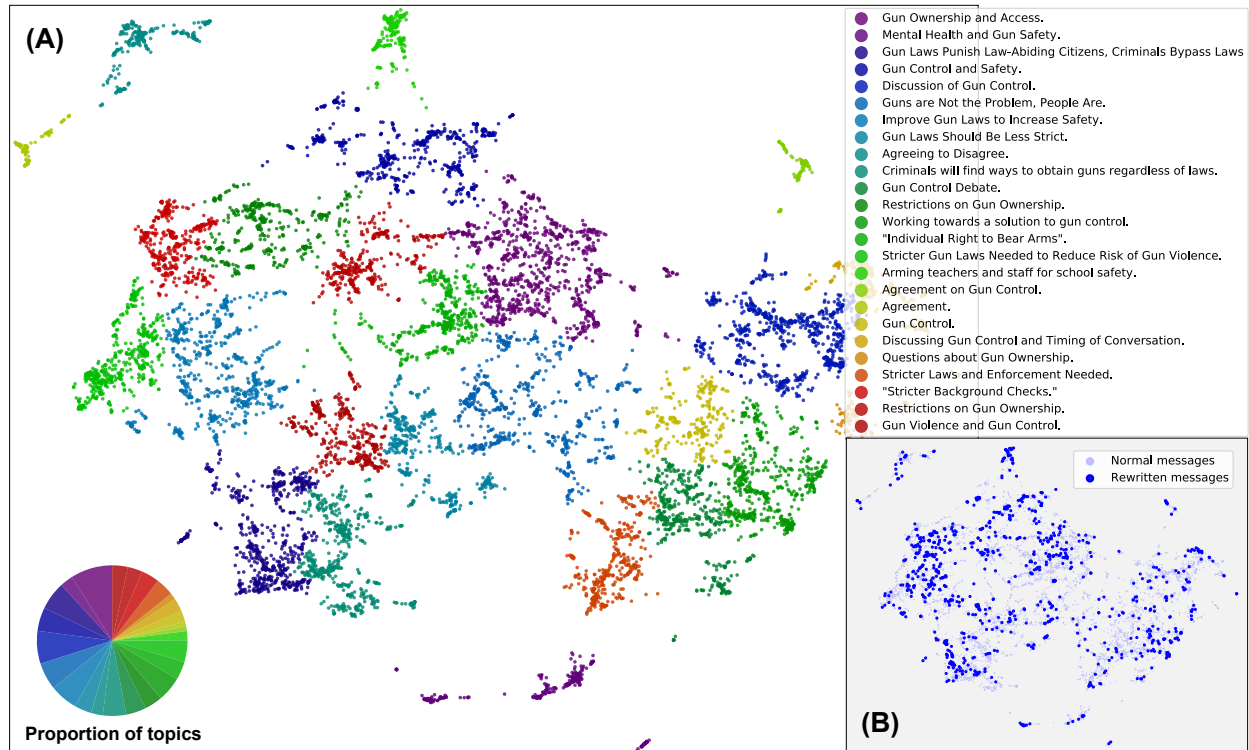 (A)
Gun Ownership and Access.
Mental Health and Gun Safety.
Gun Laws Punish Law-Abiding Citizens, Criminals Bypass Laws
Gun Control and Safety.
Discussion of Gun Control.
Guns are Not the Problem, People Are.
Improve Gun Laws to Increase Safety.
Gun Laws Should Be Less Strict.
Agreeing to Disagree.
Criminals will find ways to obtain guns regardless of laws.
Gun Control Debate.
Restrictions on Gun Ownership.
Working towards a solution to gun control.
"Individual Right to Bear Arms".
Stricter Gun Laws Needed to Reduce Risk of Gun Violence.
Arming teachers and staff for school safety.
Agreement on Gun Control.
Agreement.
Gun Control.
Discussing Gun Control and Timing of Conversation.
Questions about Gun Ownership.
Stricter Laws and Enforcement Needed.
"Stricter Background Checks."
Restrictions on Gun Ownership.
Gun Violence and Gun Control.
Normal messages
Rewritten messages
(B)
Proportion of topics